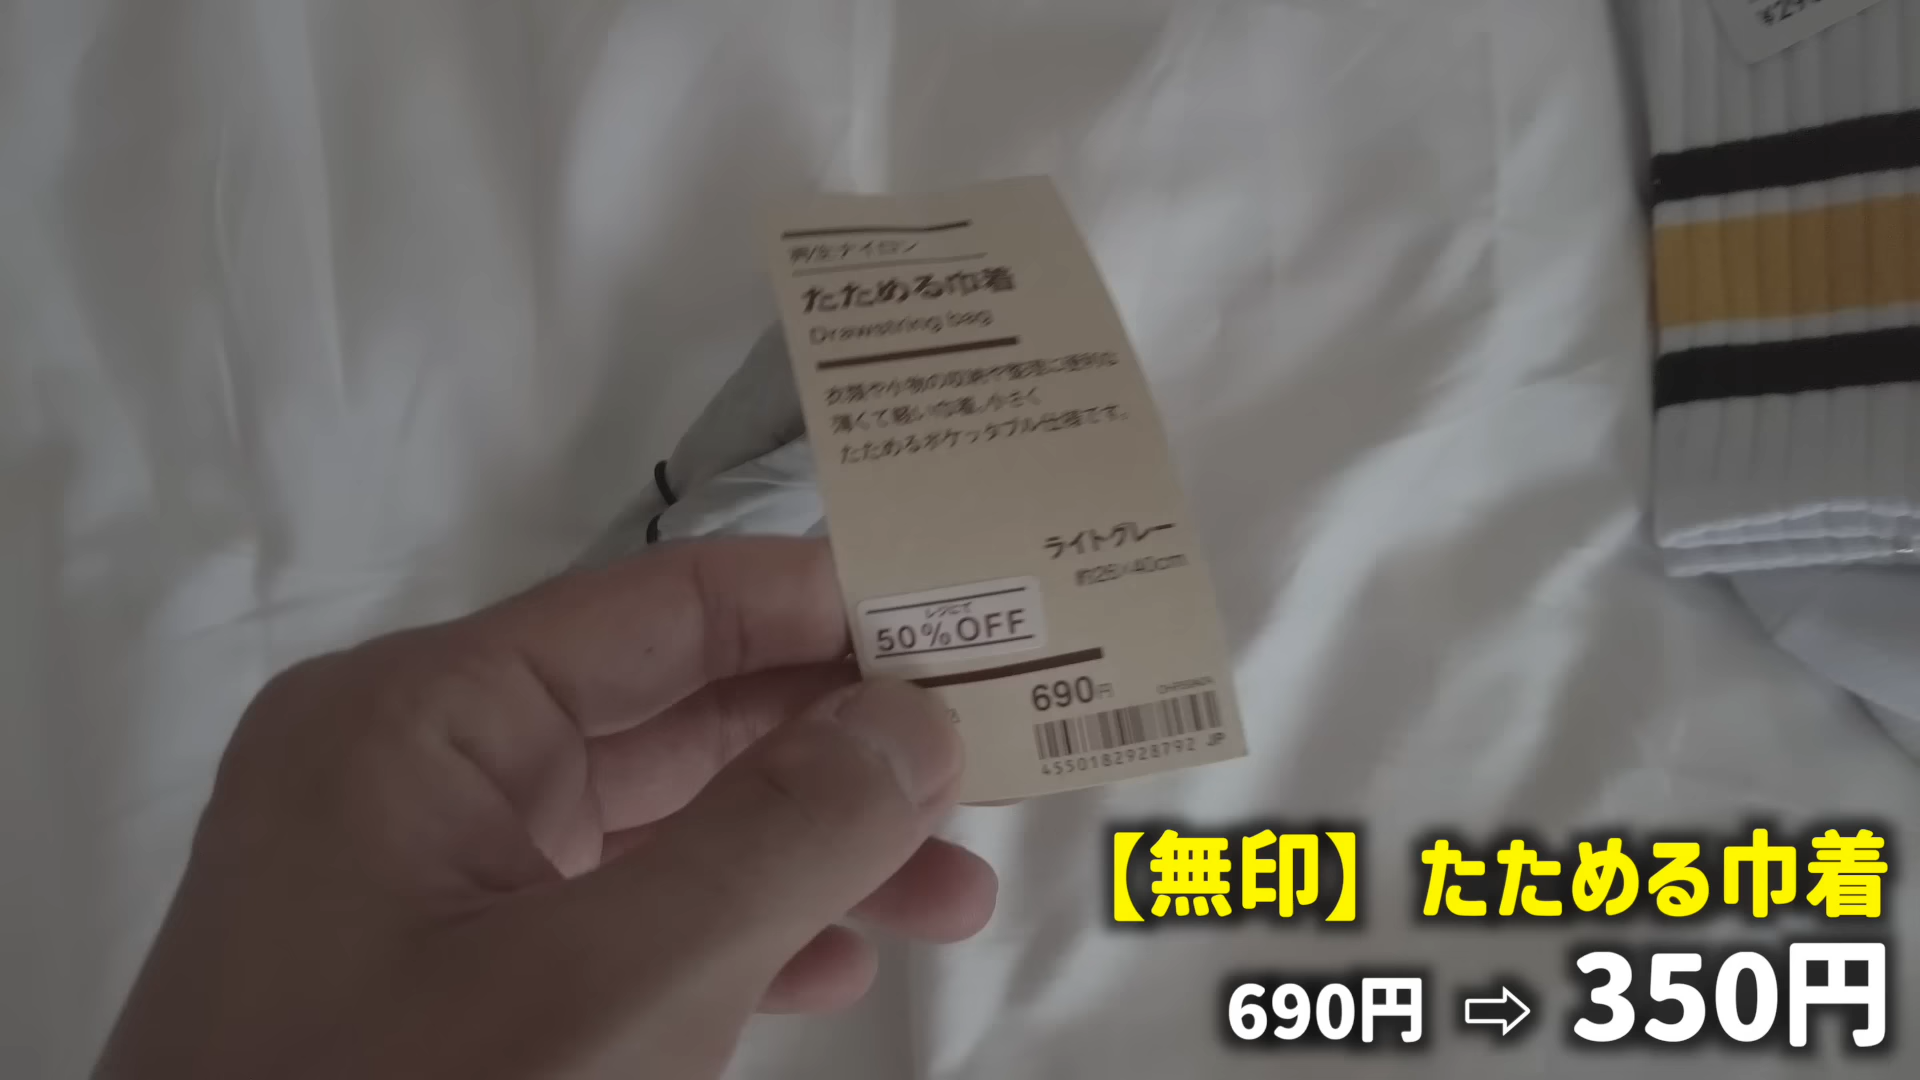 再生ナイロン
たためる巾着
Drawstring bag
衣類や小物の収納や整理に便利な
薄くて軽い巾着。小さく
たためるポケッタブル仕様です。
ライトグレー
約26×40cm
レジにて
50%OFF
690円
4550182928792 JP
【無印】たためる巾着
690円 ⇨ 350円